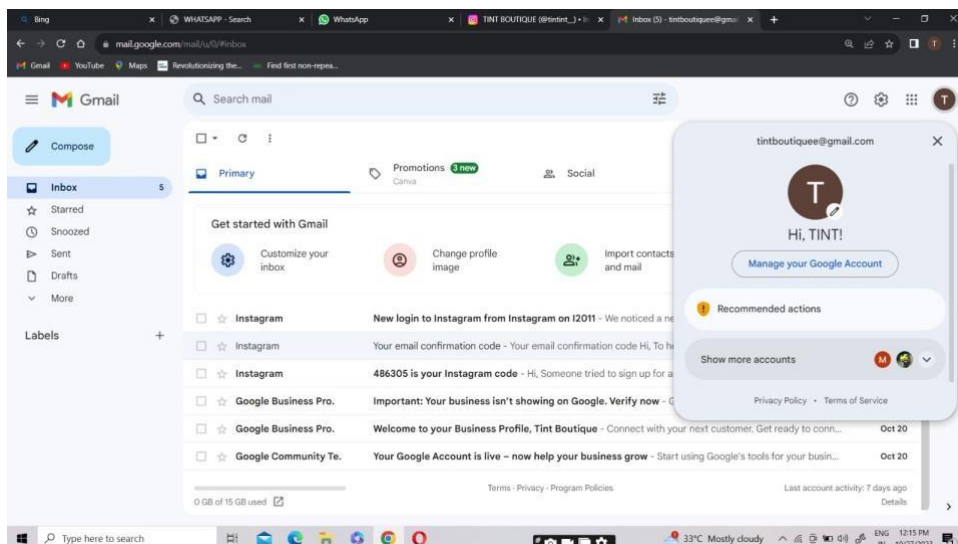 Bing
WHATSAPP - Search
WhatsApp
TINT BOUTIQUE (@tintint_) •
Inbox (5) - tintboutiquee@gmai
mail.google.com/mail/u/0/#inbox
Gmail YouTube Maps Revolutionizing the... Find first non-repea...
Gmail
Search mail
tintboutiquee@gmail.com
Compose
Primary
Promotions 3 new
Canva
Social
Inbox 5
Starred
Snoozed
Sent
Drafts
More
Labels
Get started with Gmail
Customize your inbox
Change profile image
Import contacts and mail
T
Hi, TINT!
Manage your Google Account
Recommended actions
Show more accounts
Privacy Policy • Terms of Service
Instagram New login to Instagram from Instagram on I2011 - We noticed a ne
Instagram Your email confirmation code - Your email confirmation code Hi, To
Instagram 486305 is your Instagram code - Hi, Someone tried to sign up for a
Google Business Pro. Important: Your business isn't showing on Google. Verify now -
Google Business Pro. Welcome to your Business Profile, Tint Boutique - Connect with your next customer. Get ready to conn... Oct 20
Google Community Te. Your Google Account is live – now help your business grow - Start using Google's tools for your busin... Oct 20
Terms · Privacy · Program Policies
Last account activity: 7 days ago
0 GB of 15 GB used
Details
Type here to search
33°C Mostly cloudy
ENG 12:15 PM
IN 10/27/2023